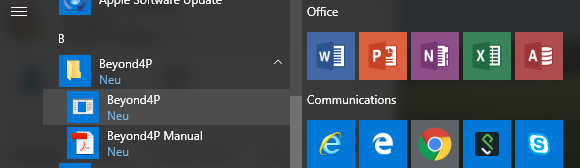 Apple Software Update
B
Beyond4P
Neu
Beyond4P
Neu
Beyond4P Manual
Neu
Office
Communications